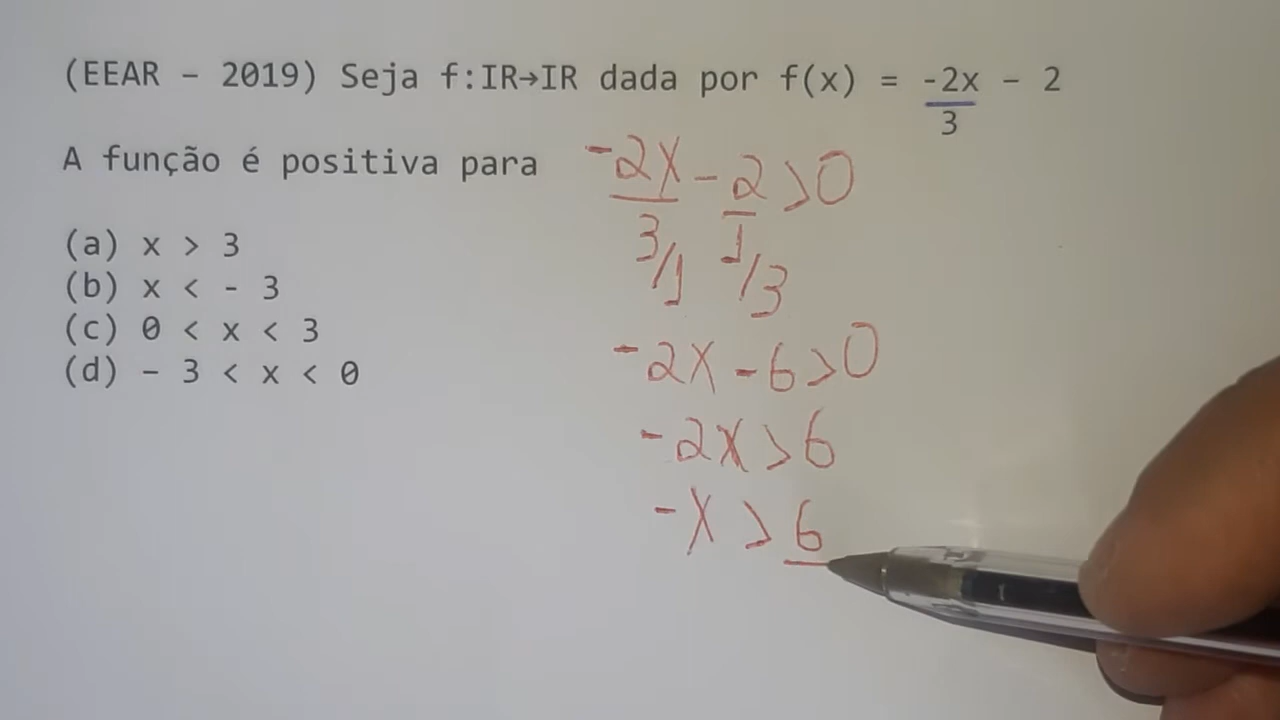 (EEAR – 2019) Seja f:IR→IR dada por f(x) = -2x – 2
3
A função é positiva para
(a) x > 3
(b) x < - 3
(c) 0 < x < 3
(d) – 3 < x < 0
-2x - 2 > 0
3/1 1/3
-2x - 6 > 0
-2x > 6
-x > 6